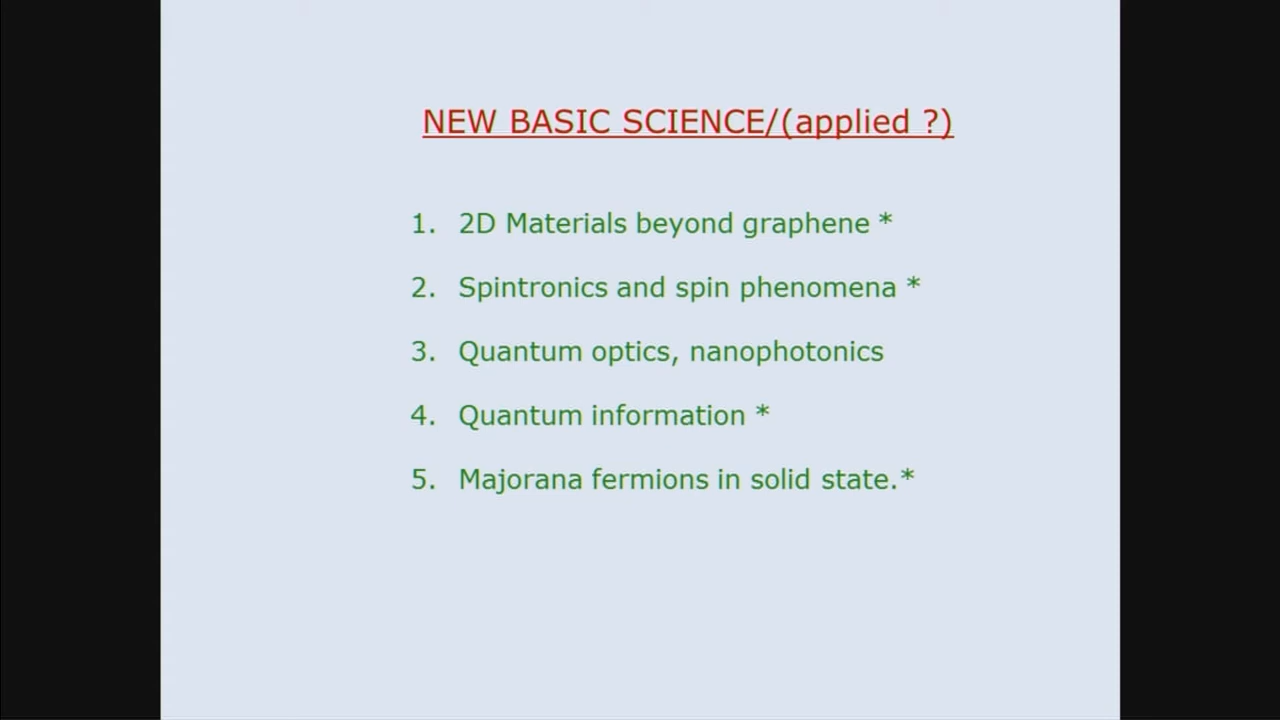 NEW BASIC SCIENCE/(applied ?)
1. 2D Materials beyond graphene *
2. Spintronics and spin phenomena *
3. Quantum optics, nanophotonics
4. Quantum information *
5. Majorana fermions in solid state.*